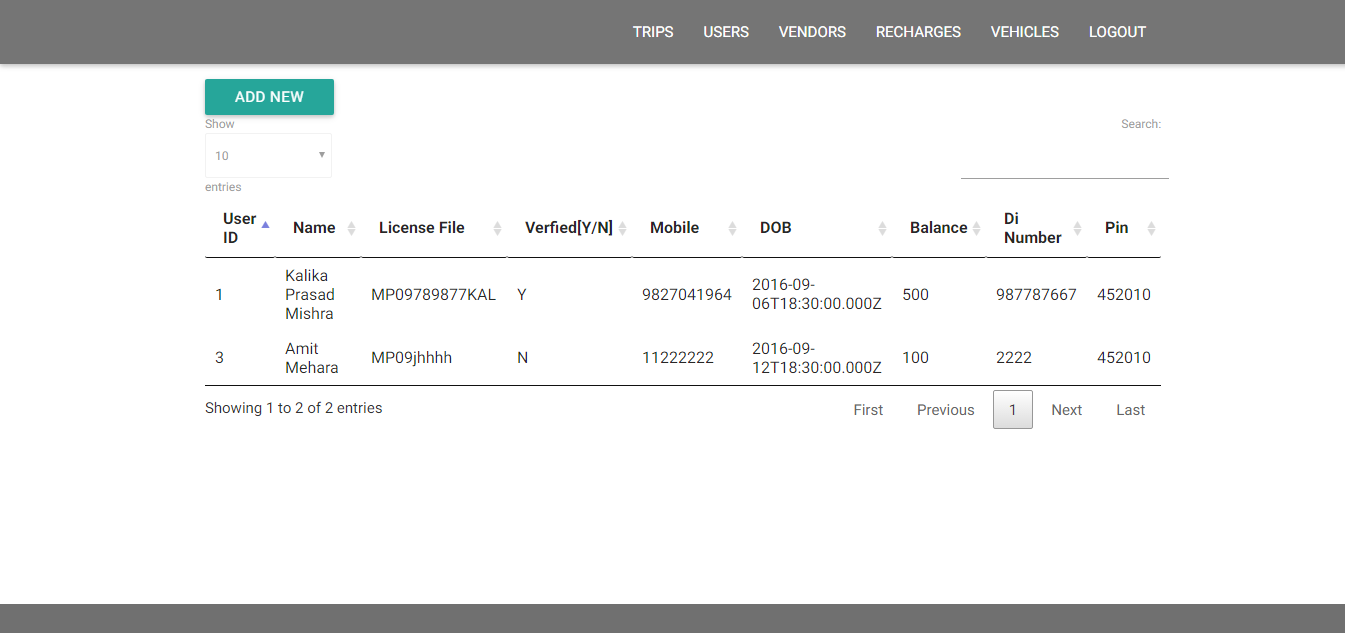 TRIPS USERS VENDORS RECHARGES VEHICLES LOGOUT
ADD NEW
Show
Search:
10
entries
User ID Name License File Verfied[Y/N] Mobile DOB Balance Di Number Pin
1 Kalika Prasad Mishra MP09789877KAL Y 9827041964 2016-09-06T18:30:00.000Z 500 987787667 452010
3 Amit Mehara MP09jhhhh N 11222222 2016-09-12T18:30:00.000Z 100 2222 452010
Showing 1 to 2 of 2 entries First Previous 1 Next Last